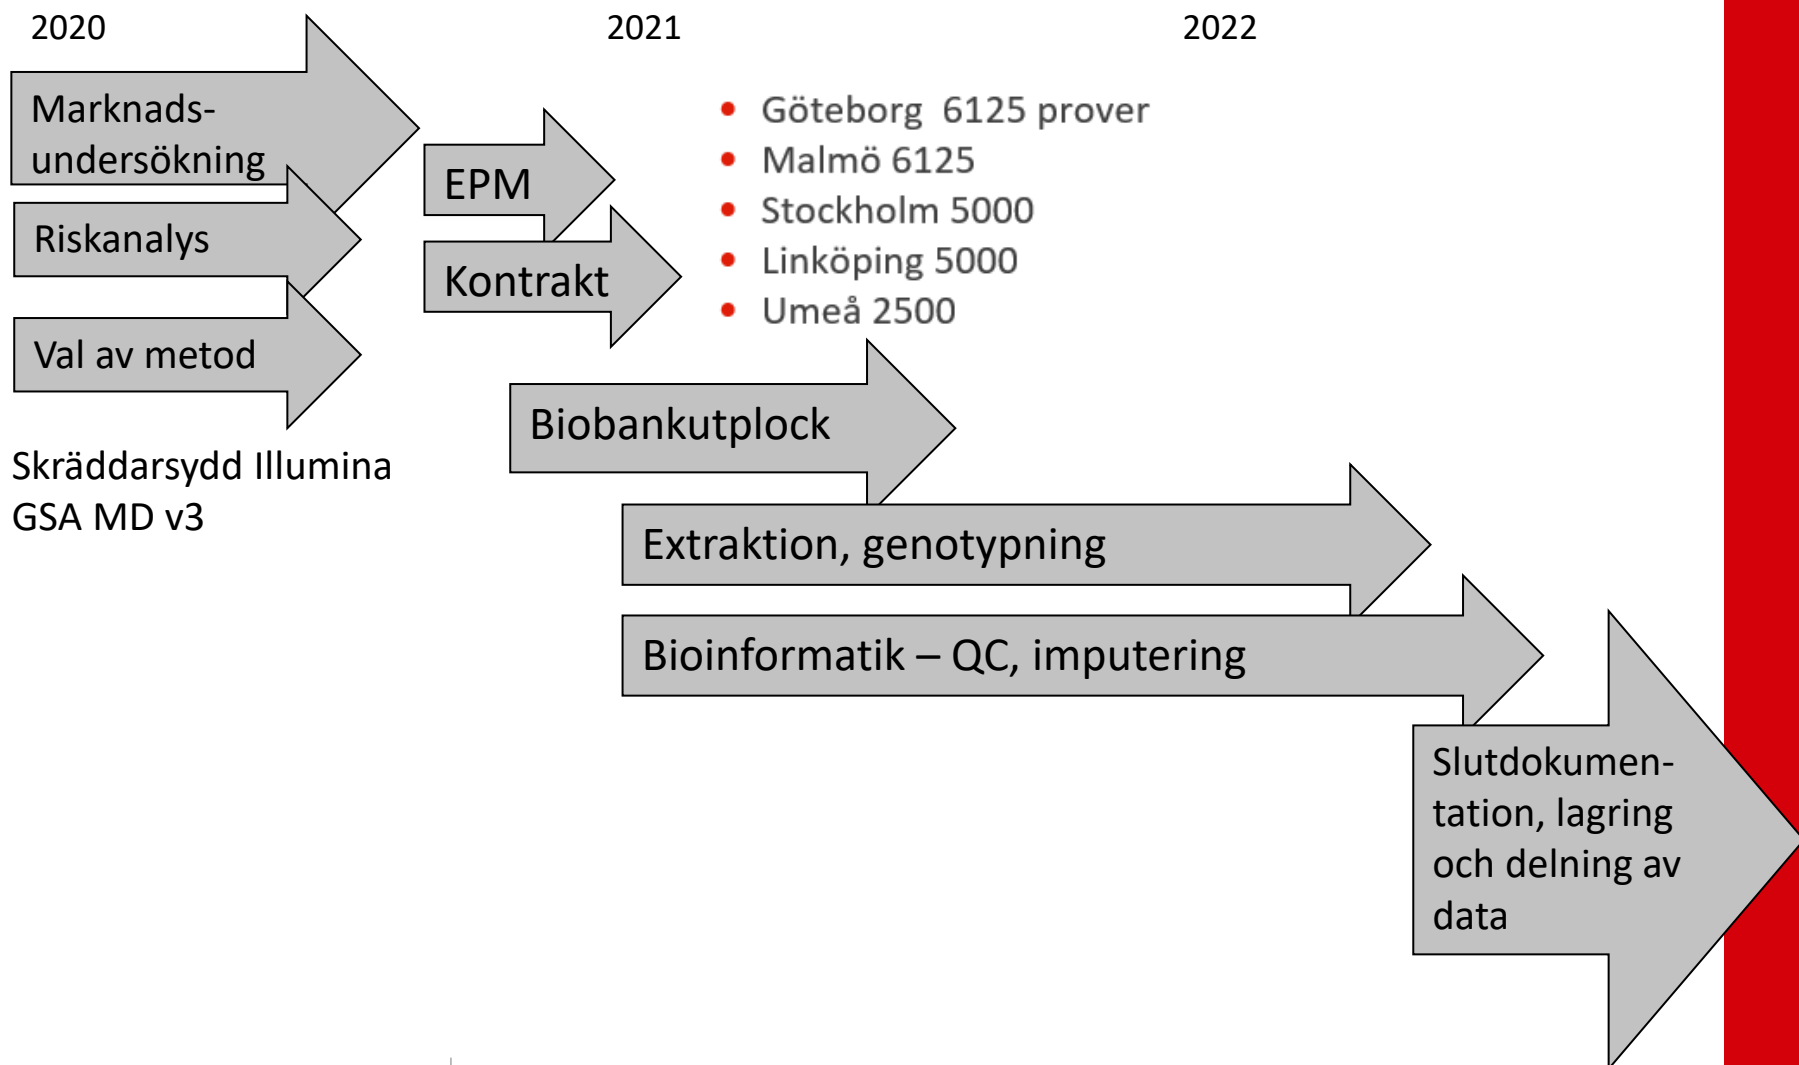 2020
2021
2022
Marknads-
undersökning
Riskanalys
Val av metod
Skräddarsydd Illumina
GSA MD v3
EPM
Kontrakt
• Göteborg  6125 prover
• Malmö 6125
• Stockholm 5000
• Linköping 5000
• Umeå 2500
Biobankutplock
Extraktion, genotypning
Bioinformatik – QC, imputering
Slutdokumen-
tation, lagring
och delning av
data